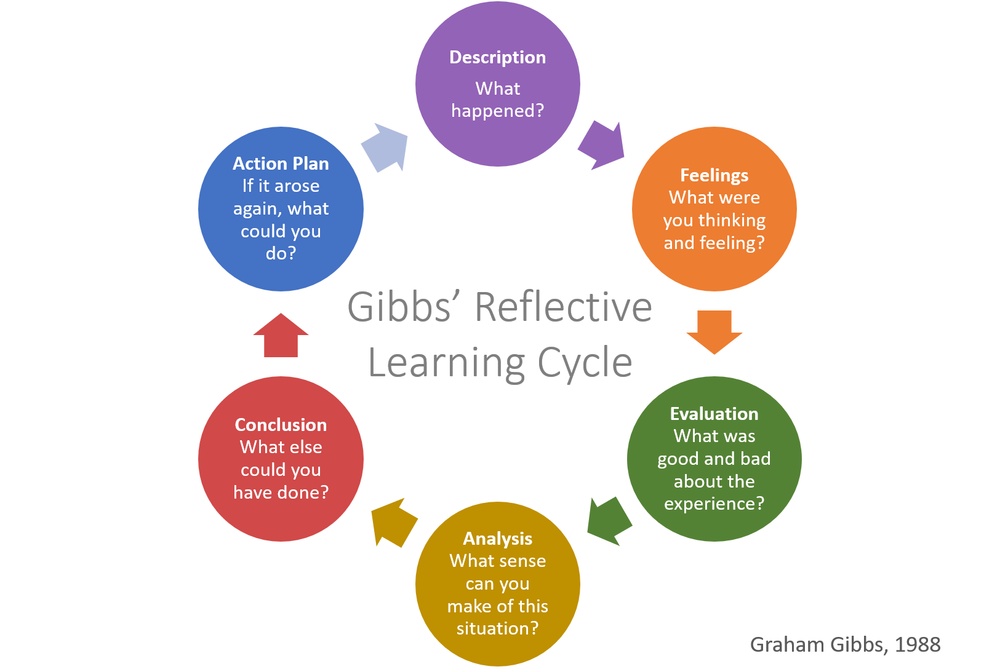 Description
What
happened?
Feelings
What were
you thinking
and feeling?
Evaluation
What was
good and bad
about the
experience?
Analysis
What sense
can you
make of this
situation?
Conclusion
What else
could you
have done?
Action Plan
If it arose
again, what
could you
do?
Gibbs’ Reflective
Learning Cycle
Graham Gibbs, 1988